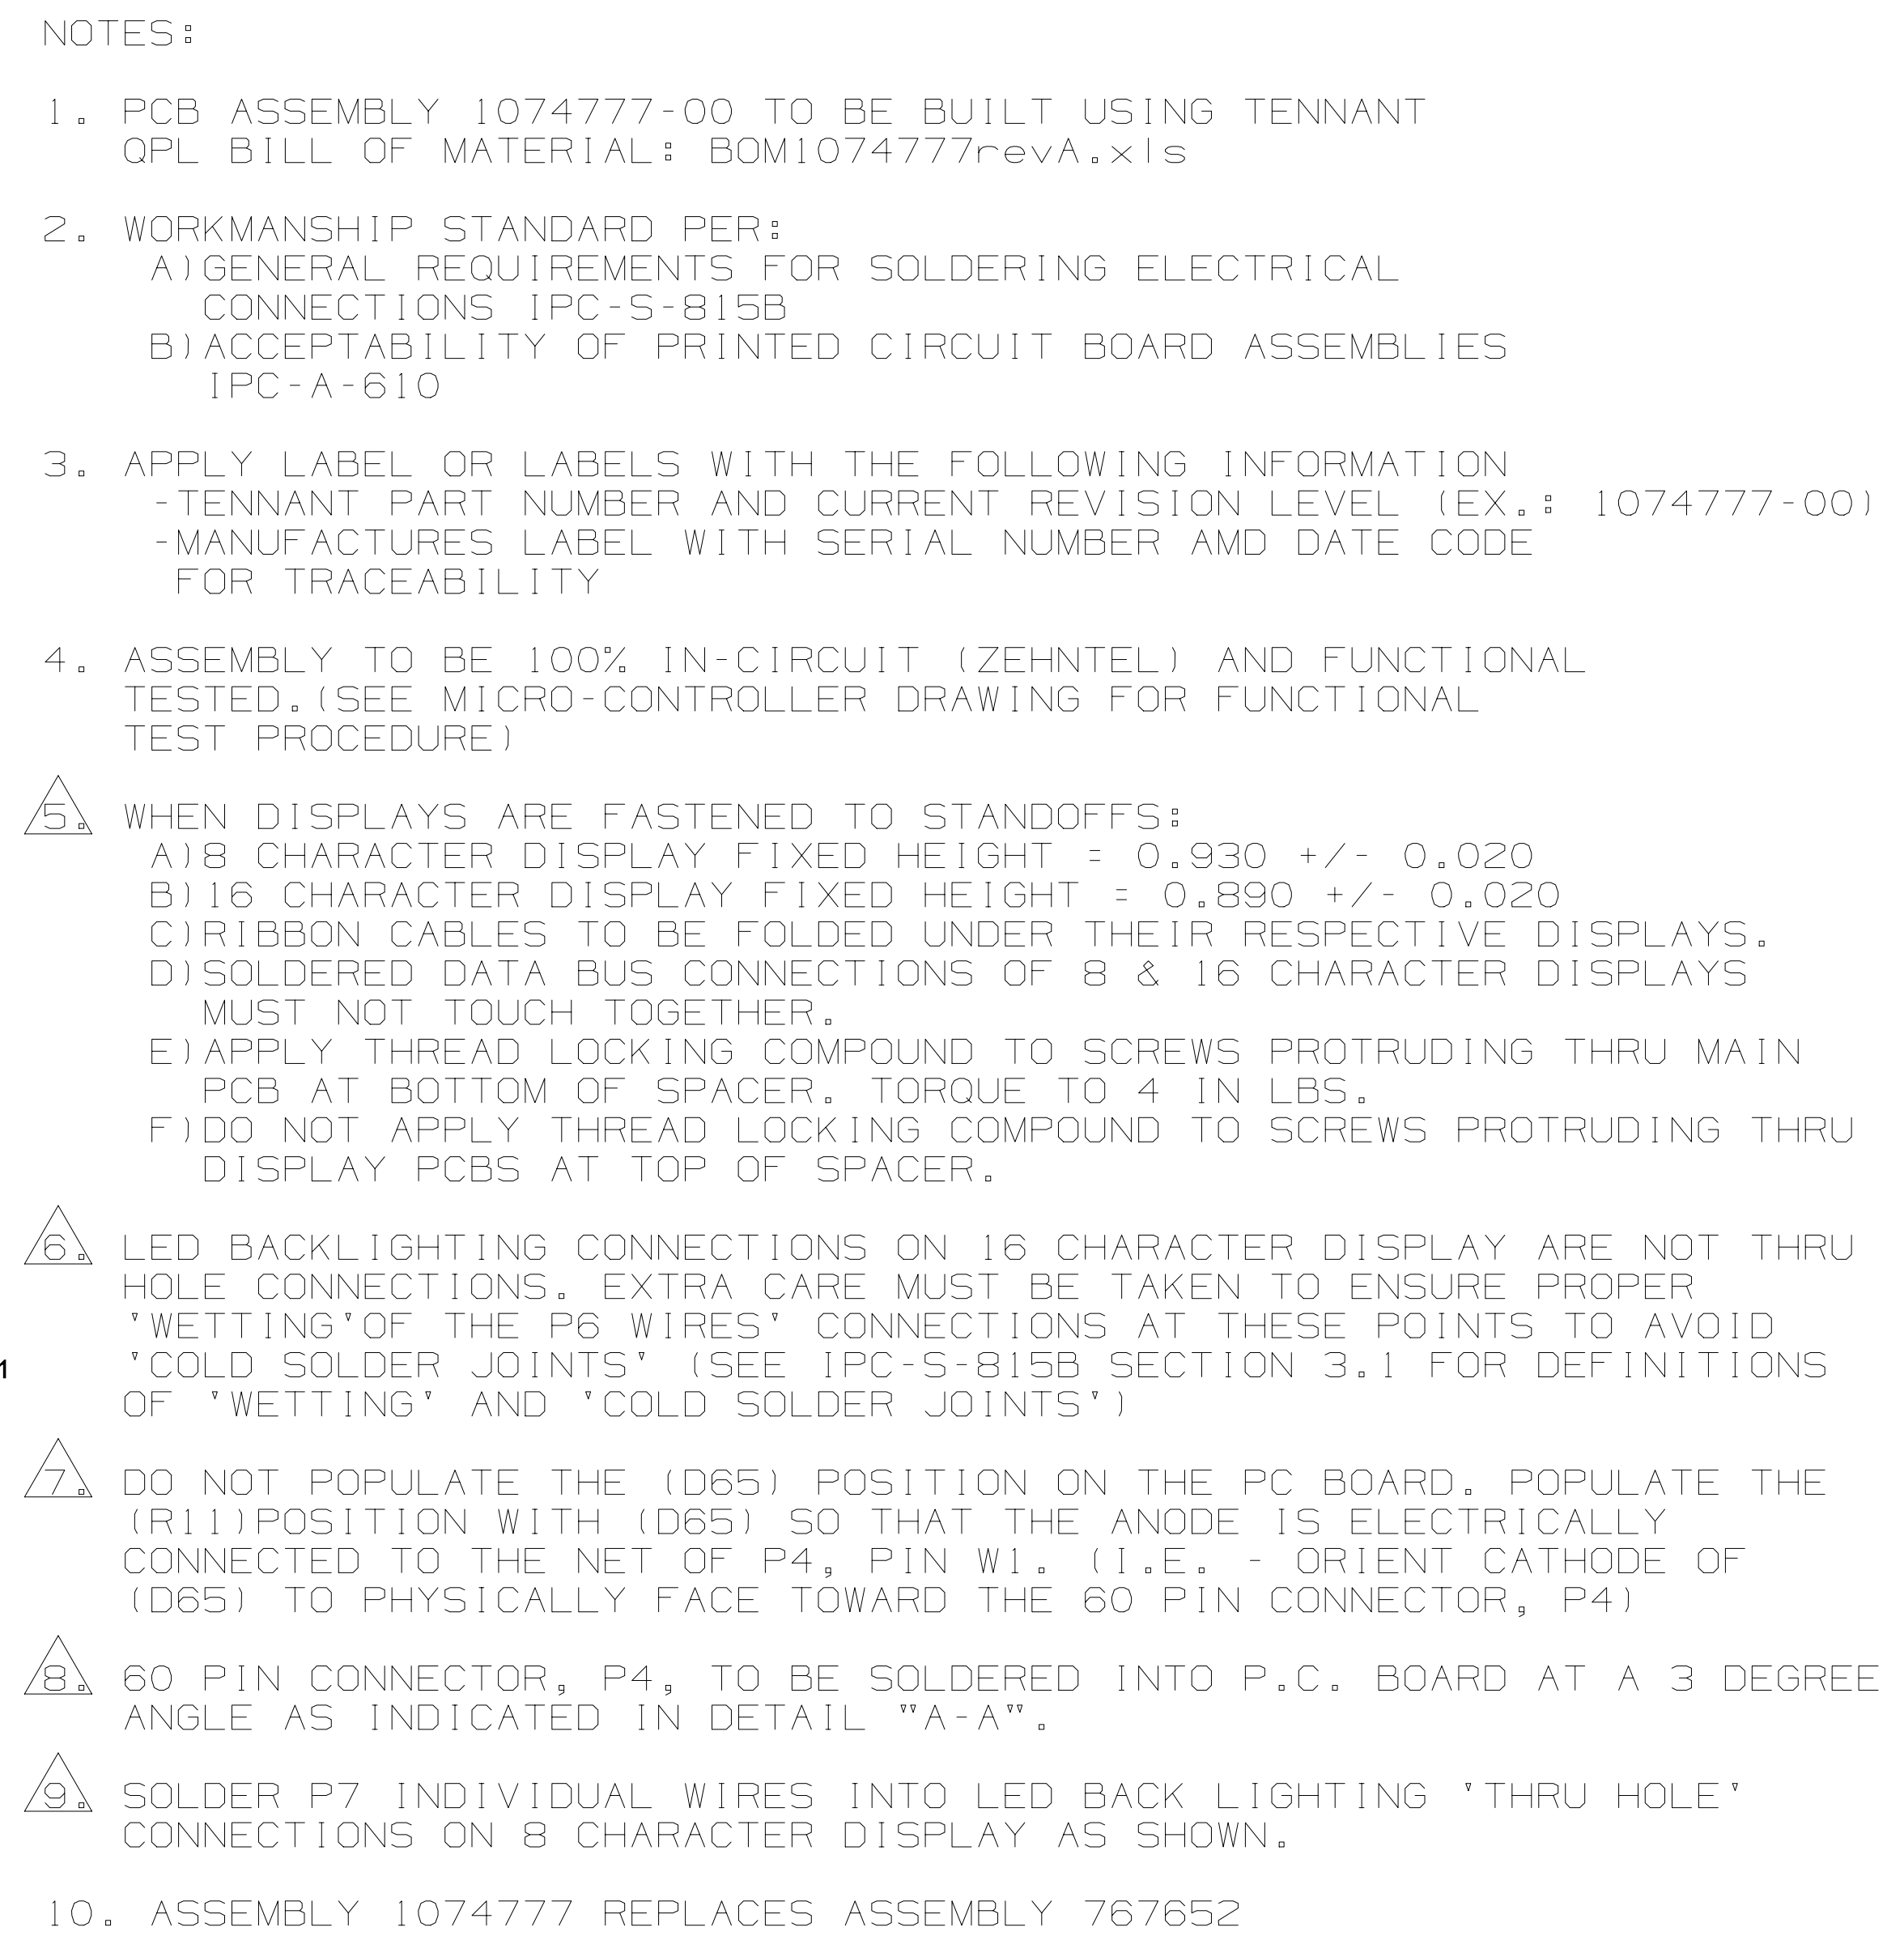 NOTES:
1. PCB ASSEMBLY 1074777-00 TO BE BUILT USING TENNANT
QPL BILL OF MATERIAL: BOM1074777revA.xls
2. WORKMANSHIP STANDARD PER:
A)GENERAL REQUIREMENTS FOR SOLDERING ELECTRICAL
CONNECTIONS IPC-S-815B
B)ACCEPTABILITY OF PRINTED CIRCUIT BOARD ASSEMBLIES
IPC-A-610
3. APPLY LABEL OR LABELS WITH THE FOLLOWING INFORMATION
-TENNANT PART NUMBER AND CURRENT REVISION LEVEL (EX.: 1074777-00)
-MANUFACTURES LABEL WITH SERIAL NUMBER AMD DATE CODE
FOR TRACEABILITY
4. ASSEMBLY TO BE 100% IN-CIRCUIT (ZEHNTEL) AND FUNCTIONAL
TESTED.(SEE MICRO-CONTROLLER DRAWING FOR FUNCTIONAL
TEST PROCEDURE)
5. WHEN DISPLAYS ARE FASTENED TO STANDOFFS:
A)8 CHARACTER DISPLAY FIXED HEIGHT = 0.930 +/- 0.020
B)16 CHARACTER DISPLAY FIXED HEIGHT = 0.890 +/- 0.020
C)RIBBON CABLES TO BE FOLDED UNDER THEIR RESPECTIVE DISPLAYS.
D)SOLDERED DATA BUS CONNECTIONS OF 8 & 16 CHARACTER DISPLAYS
MUST NOT TOUCH TOGETHER.
E)APPLY THREAD LOCKING COMPOUND TO SCREWS PROTRUDING THRU MAIN
PCB AT BOTTOM OF SPACER. TORQUE TO 4 IN LBS.
F)DO NOT APPLY THREAD LOCKING COMPOUND TO SCREWS PROTRUDING THRU
DISPLAY PCBS AT TOP OF SPACER.
6. LED BACKLIGHTING CONNECTIONS ON 16 CHARACTER DISPLAY ARE NOT THRU
HOLE CONNECTIONS. EXTRA CARE MUST BE TAKEN TO ENSURE PROPER
'WETTING'OF THE P6 WIRES' CONNECTIONS AT THESE POINTS TO AVOID
'COLD SOLDER JOINTS' (SEE IPC-S-815B SECTION 3.1 FOR DEFINITIONS
OF 'WETTING' AND 'COLD SOLDER JOINTS')
7. DO NOT POPULATE THE (D65) POSITION ON THE PC BOARD. POPULATE THE
(R11)POSITION WITH (D65) SO THAT THE ANODE IS ELECTRICALLY
CONNECTED TO THE NET OF P4, PIN W1. (I.E. - ORIENT CATHODE OF
(D65) TO PHYSICALLY FACE TOWARD THE 60 PIN CONNECTOR, P4)
8. 60 PIN CONNECTOR, P4, TO BE SOLDERED INTO P.C. BOARD AT A 3 DEGREE
ANGLE AS INDICATED IN DETAIL "A-A".
9. SOLDER P7 INDIVIDUAL WIRES INTO LED BACK LIGHTING 'THRU HOLE'
CONNECTIONS ON 8 CHARACTER DISPLAY AS SHOWN.
10. ASSEMBLY 1074777 REPLACES ASSEMBLY 767652